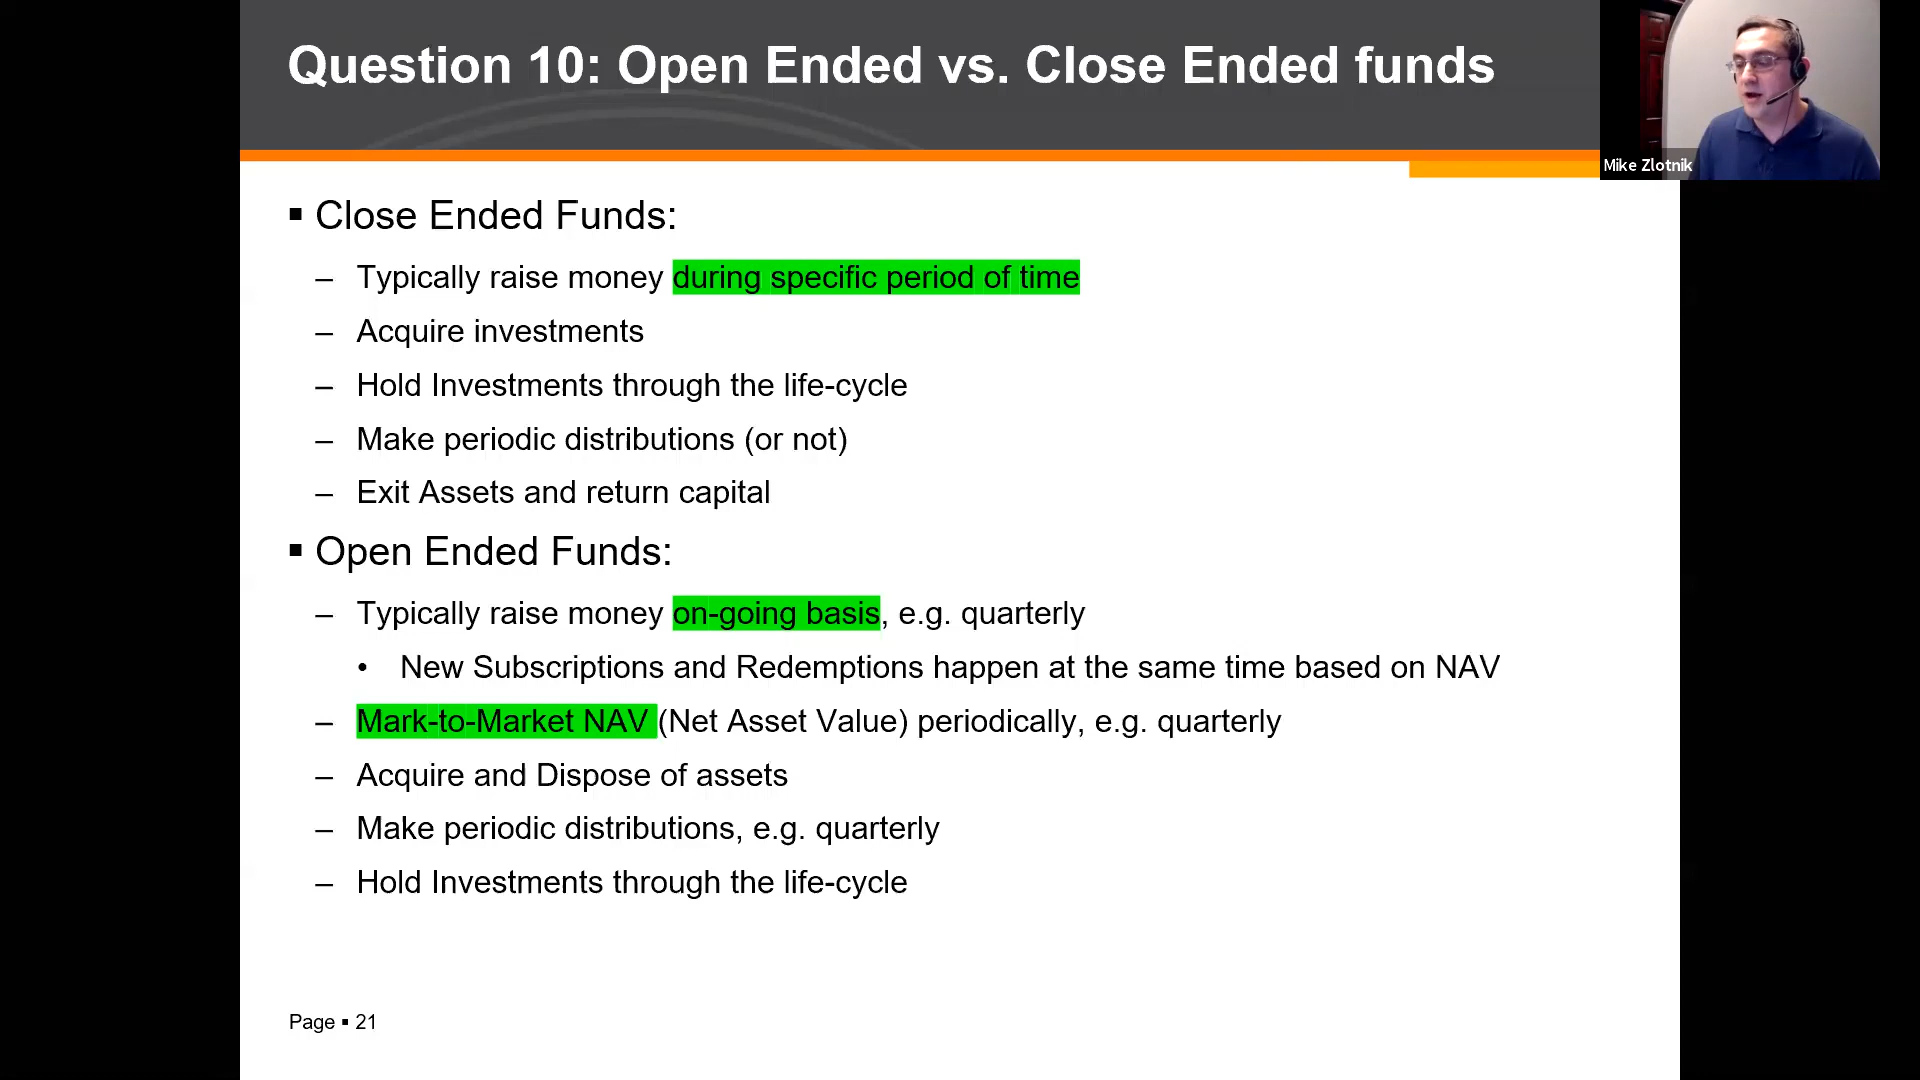 Question 10: Open Ended vs. Close Ended funds
Mike Zlotnik
▪ Close Ended Funds:
– Typically raise money during specific period of time
– Acquire investments
– Hold Investments through the life-cycle
– Make periodic distributions (or not)
– Exit Assets and return capital
▪ Open Ended Funds:
– Typically raise money on-going basis, e.g. quarterly
• New Subscriptions and Redemptions happen at the same time based on NAV
– Mark-to-Market NAV (Net Asset Value) periodically, e.g. quarterly
– Acquire and Dispose of assets
– Make periodic distributions, e.g. quarterly
– Hold Investments through the life-cycle
Page ▪ 21